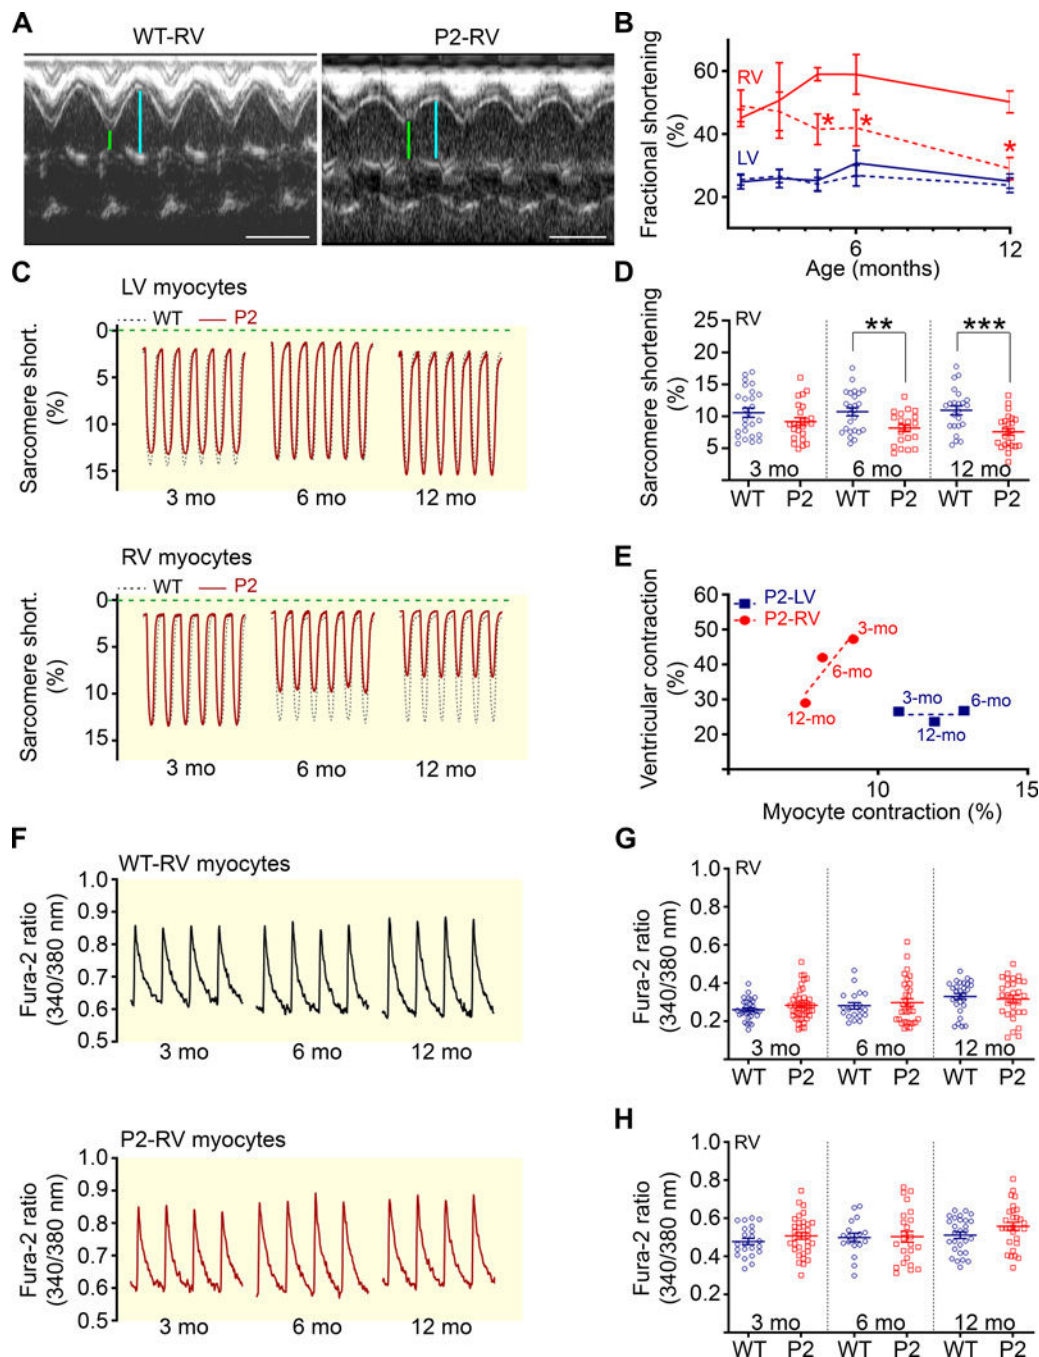 A
WT-RV
P2-RV
B
Fractional shortening
(%)
60
40
20
RV
LV
*
*
*
6
12
Age (months)
C
LV myocytes
WT
P2
Sarcomere short.
(%)
0
5
10
15
3 mo
6 mo
12 mo
RV myocytes
WT
P2
Sarcomere short.
(%)
0
5
10
15
3 mo
6 mo
12 mo
D
Sarcomere shortening
(%)
25
20
15
10
5
RV
**
***
3 mo
6 mo
12 mo
WT
P2
WT
P2
WT
P2
E
Ventricular contraction
(%)
60
50
40
30
20
P2-LV
P2-RV
3-mo
6-mo
12-mo
3-mo
6-mo
12-mo
10
15
Myocyte contraction (%)
F
WT-RV myocytes
Fura-2 ratio
(340/380 nm)
1.0
0.9
0.8
0.7
0.6
0.5
3 mo
6 mo
12 mo
P2-RV myocytes
Fura-2 ratio
(340/380 nm)
1.0
0.9
0.8
0.7
0.6
0.5
3 mo
6 mo
12 mo
G
Fura-2 ratio
(340/380 nm)
1.0
0.8
0.6
0.4
0.2
RV
3 mo
6 mo
12 mo
WT
P2
WT
P2
WT
P2
H
Fura-2 ratio
(340/380 nm)
1.0
0.8
0.6
0.4
0.2
RV
3 mo
6 mo
12 mo
WT
P2
WT
P2
WT
P2